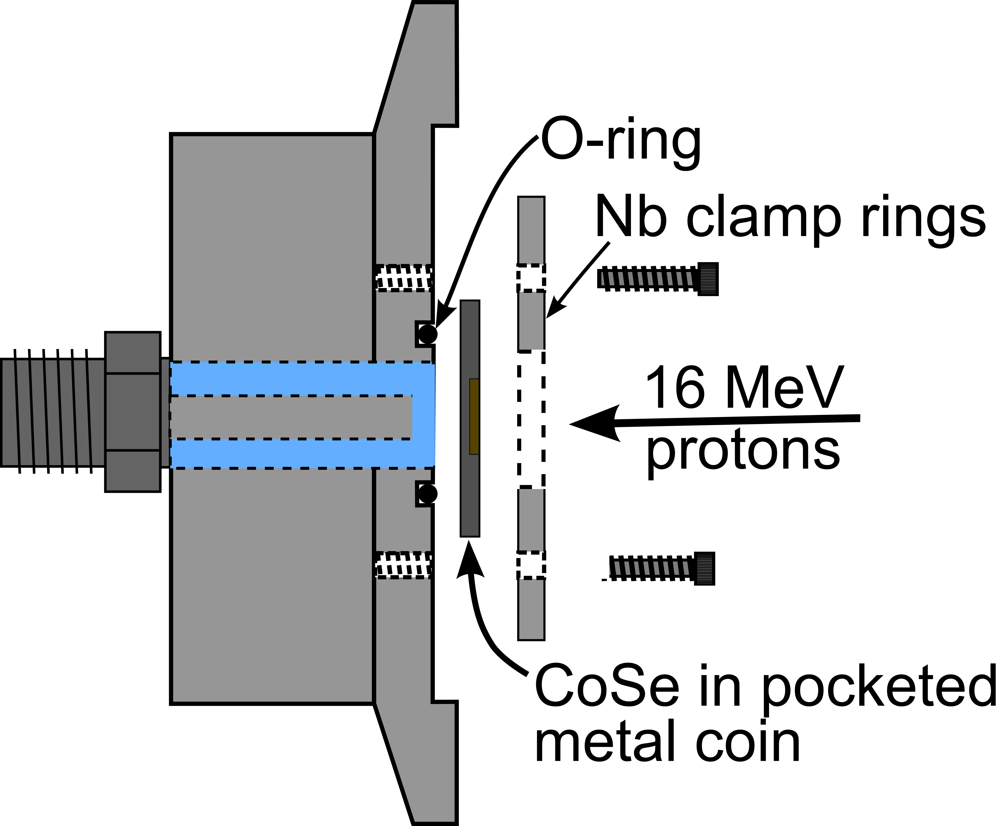 O-ring
Nb clamp rings
16 MeV
protons
CoSe in pocketed
metal coin